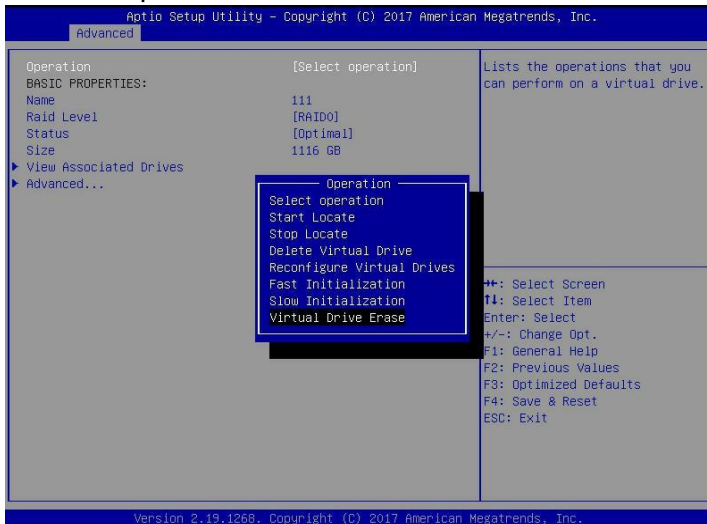 Aptio Setup Utility – Copyright (C) 2017 American Megatrends, Inc.
Advanced
Operation [Select operation]
BASIC PROPERTIES:
Name 111
Raid Level [RAID0]
Status [Optimal]
Size 1116 GB
View Associated Drives
Advanced...
Lists the operations that you
can perform on a virtual drive.
Operation
Select operation
Start Locate
Stop Locate
Delete Virtual Drive
Reconfigure Virtual Drives
Fast Initialization
Slow Initialization
Virtual Drive Erase
→←: Select Screen
↑↓: Select Item
Enter: Select
+/-: Change Opt.
F1: General Help
F2: Previous Values
F3: Optimized Defaults
F4: Save & Reset
ESC: Exit
Version 2.19.1268. Copyright (C) 2017 American Megatrends, Inc.